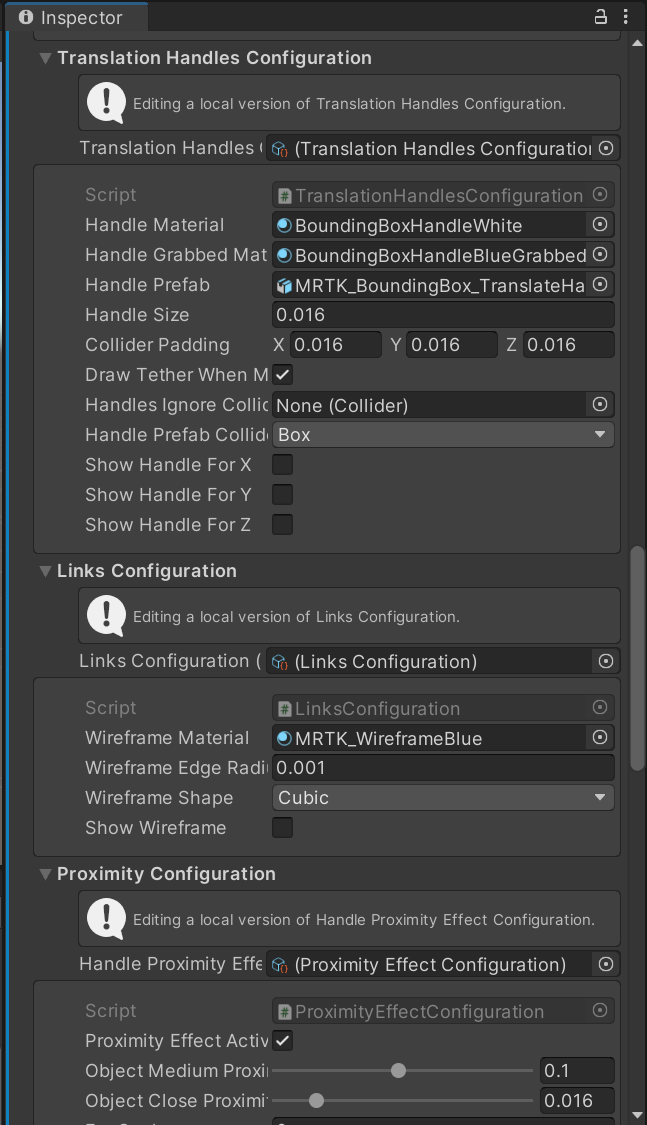 Inspector
Translation Handles Configuration
Editing a local version of Translation Handles Configuration.
Translation Handles ( (Translation Handles Configuration
Script TranslationHandlesConfiguration
Handle Material BoundingBoxHandleWhite
Handle Grabbed Mat BoundingBoxHandleBlueGrabbed
Handle Prefab MRTK_BoundingBox_TranslateHa
Handle Size 0.016
Collider Padding X 0.016 Y 0.016 Z 0.016
Draw Tether When M
Handles Ignore Collid None (Collider)
Handle Prefab Collide Box
Show Handle For X
Show Handle For Y
Show Handle For Z
Links Configuration
Editing a local version of Links Configuration.
Links Configuration ( (Links Configuration)
Script LinksConfiguration
Wireframe Material MRTK_WireframeBlue
Wireframe Edge Radi 0.001
Wireframe Shape Cubic
Show Wireframe
Proximity Configuration
Editing a local version of Handle Proximity Effect Configuration.
Handle Proximity Effe (Proximity Effect Configuration)
Script ProximityEffectConfiguration
Proximity Effect Activ
Object Medium Proxi 0.1
Object Close Proximit 0.016